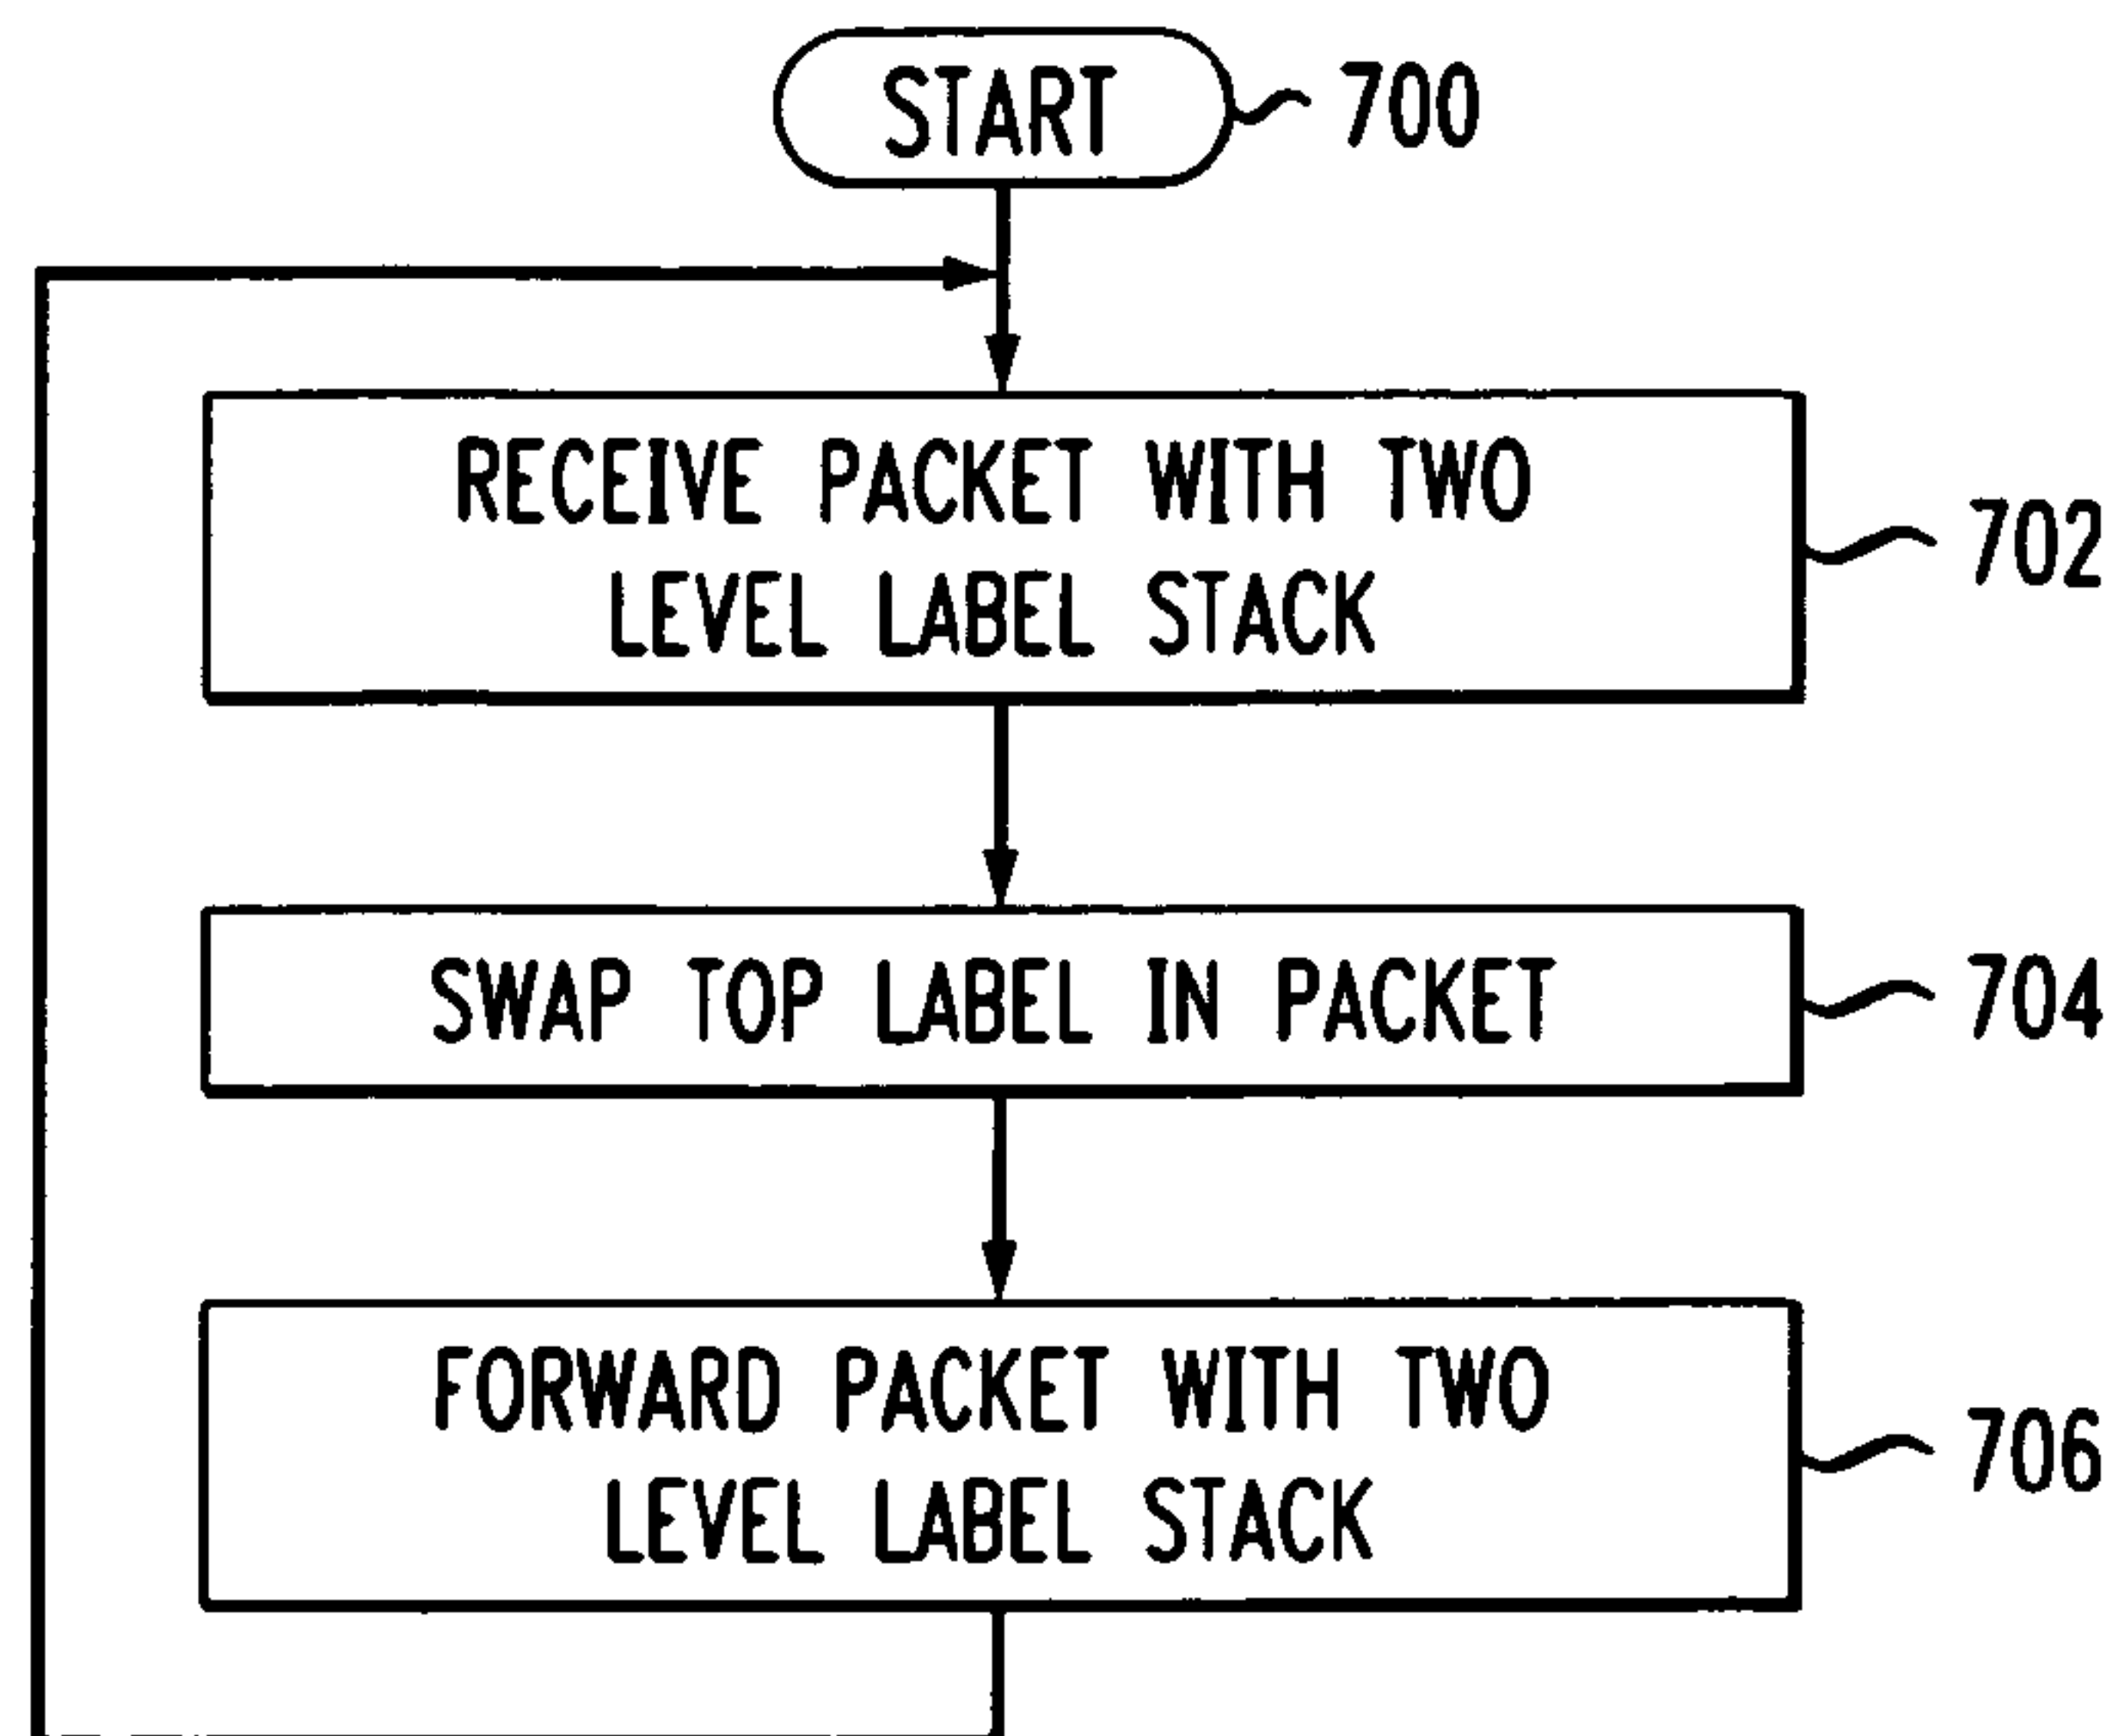 START
700
RECEIVE PACKET WITH TWO
LEVEL LABEL STACK
702
SWAP TOP LABEL IN PACKET
704
FORWARD PACKET WITH TWO
LEVEL LABEL STACK
706